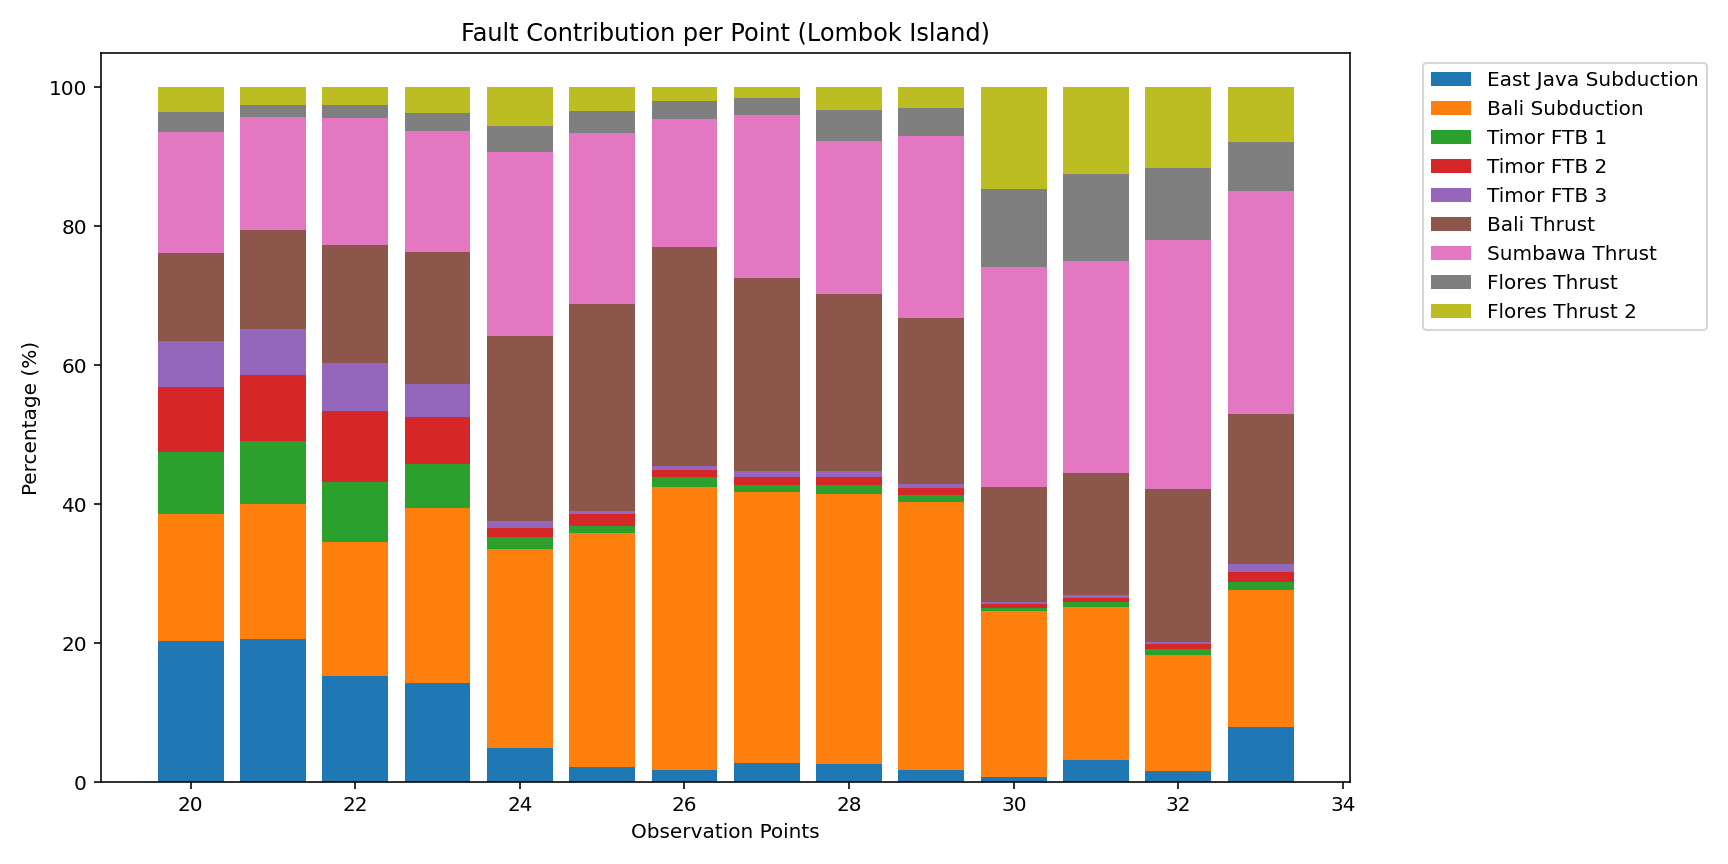 Fault Contribution per Point (Lombok Island)
Percentage (%)
100
80
60
40
20
0
20
22
24
26
28
30
32
34
Observation Points
East Java Subduction
Bali Subduction
Timor FTB 1
Timor FTB 2
Timor FTB 3
Bali Thrust
Sumbawa Thrust
Flores Thrust
Flores Thrust 2